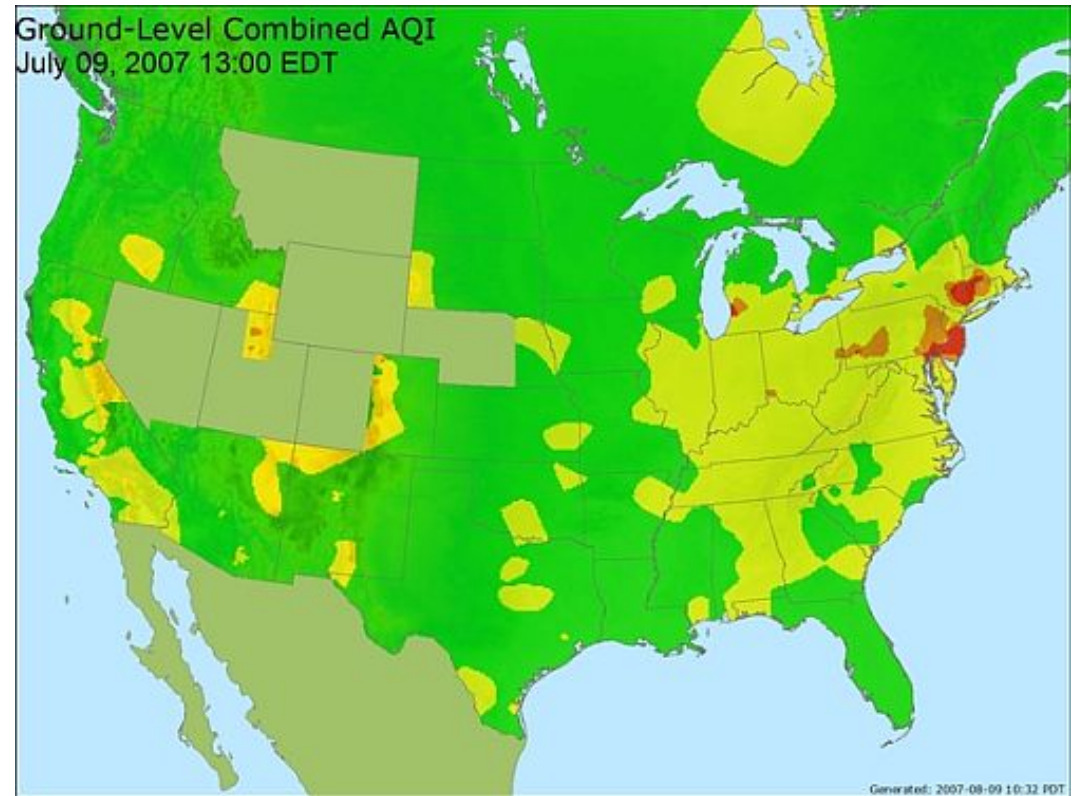 Ground-Level Combined AQI
July 09, 2007 13:00 EDT
Generated: 2007-08-09 10:32 PDT